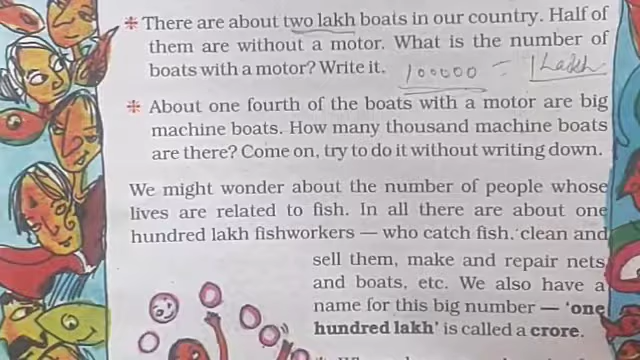 * There are about two lakh boats in our country. Half of
them are without a motor. What is the number of
boats with a motor? Write it. 100000 = 1 Lakh
* About one fourth of the boats with a motor are big
machine boats. How many thousand machine boats
are there? Come on, try to do it without writing down.
We might wonder about the number of people whose
lives are related to fish. In all there are about one
hundred lakh fishworkers — who catch fish, clean and
sell them, make and repair nets
and boats, etc. We also have a
name for this big number — 'one
hundred lakh' is called a crore.